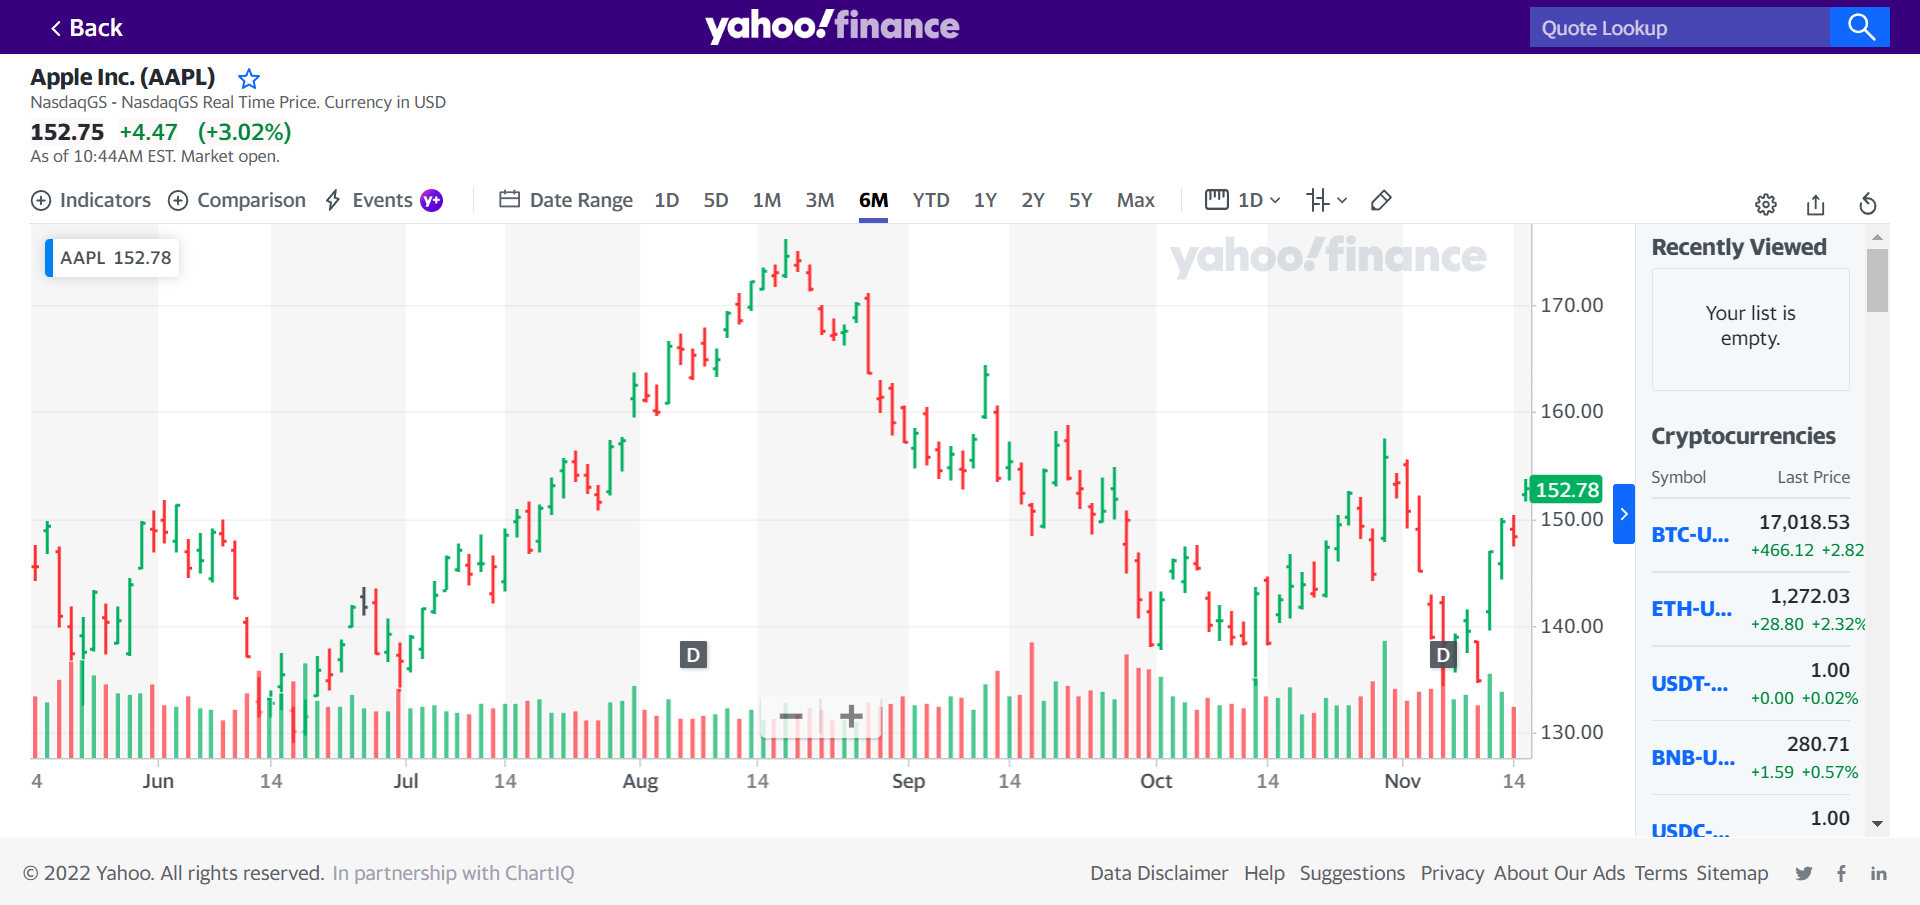 Back
yahoo!finance
Quote Lookup
Apple Inc. (AAPL)
NasdaqGS - NasdaqGS Real Time Price. Currency in USD
152.75 +4.47 (+3.02%)
As of 10:44AM EST. Market open.
Indicators Comparison Events Y+ Date Range 1D 5D 1M 3M 6M YTD 1Y 2Y 5Y Max 1D
AAPL 152.78
yahoo!finance
170.00
160.00
152.78
150.00
140.00
130.00
D D
4 Jun 14 Jul 14 Aug 14 Sep 14 Oct 14 Nov 14
Recently Viewed
Your list is
empty.
Cryptocurrencies
Symbol Last Price
BTC-U... 17,018.53
+466.12 +2.82
ETH-U... 1,272.03
+28.80 +2.32%
USDT-... 1.00
+0.00 +0.02%
BNB-U... 280.71
+1.59 +0.57%
USDC-... 1.00
© 2022 Yahoo. All rights reserved. In partnership with ChartIQ
Data Disclaimer Help Suggestions Privacy About Our Ads Terms Sitemap